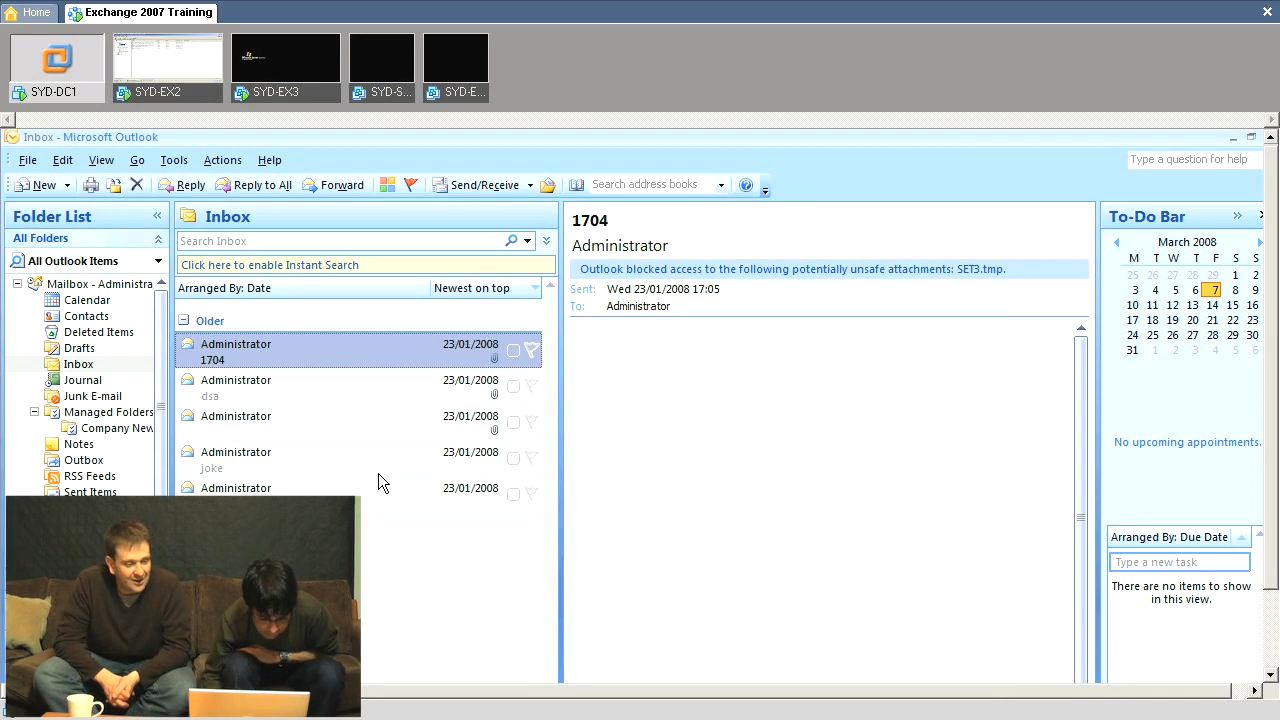 Home
Exchange 2007 Training
SYD-DC1
SYD-EX2
SYD-EX3
SYD-S...
SYD-E...
Inbox - Microsoft Outlook
File Edit View Go Tools Actions Help
Type a question for help
New Reply Reply to All Forward Send/Receive Search address books
Folder List
All Folders
All Outlook Items
Mailbox - Administra
Calendar
Contacts
Deleted Items
Drafts
Inbox
Journal
Junk E-mail
Managed Folders
Company New
Notes
Outbox
RSS Feeds
Sent Items
Inbox
Search Inbox
Click here to enable Instant Search
Arranged By: Date Newest on top
Older
Administrator 23/01/2008
1704
Administrator 23/01/2008
dsa
Administrator 23/01/2008
Administrator 23/01/2008
joke
Administrator 23/01/2008
1704
Administrator
Outlook blocked access to the following potentially unsafe attachments: SET3.tmp.
Sent: Wed 23/01/2008 17:05
To: Administrator
To-Do Bar
March 2008
M T W T F S S
25 26 27 28 29 1 2
3 4 5 6 7 8 9
10 11 12 13 14 15 16
17 18 19 20 21 22 23
24 25 26 27 28 29 30
31 1 2 3 4 5 6
No upcoming appointments.
Arranged By: Due Date
Type a new task
There are no items to show
in this view.